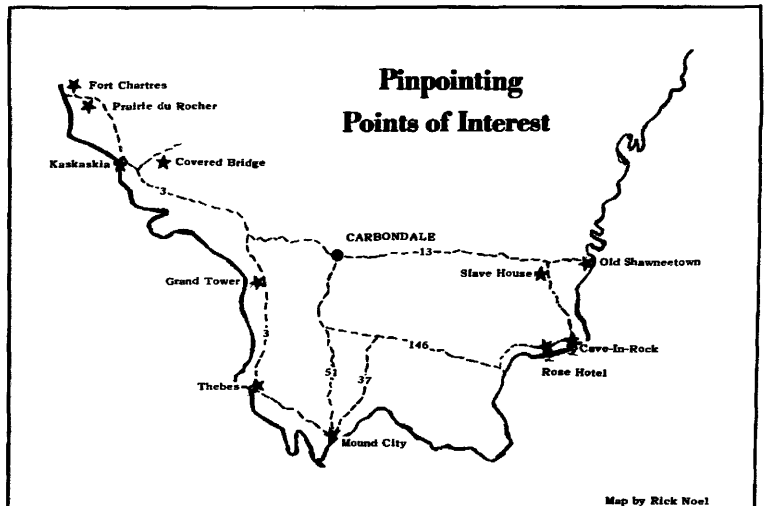 Pinpointing
Points of Interest
Fort Chartres
Prairie du Rocher
Kaskaskia
Covered Bridge
3
CARBONDALE
13
Old Shawneetown
Slave House
Grand Tower
3
146
Cave-In-Rock
Rose Hotel
51
37
Thebes
Mound City
Map by Rick Noel